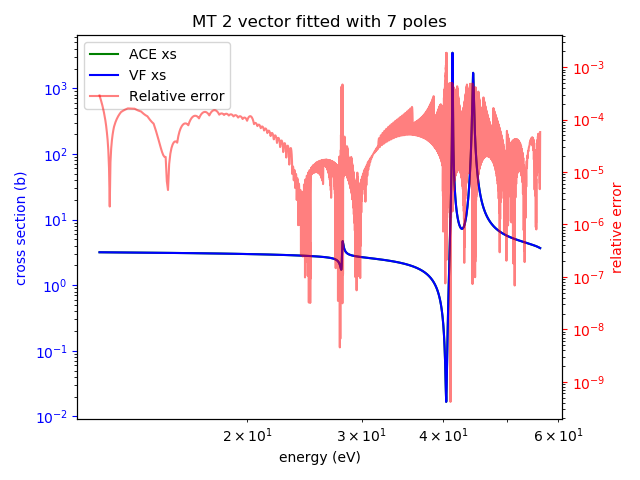 MT 2 vector fitted with 7 poles
ACE xs
VF xs
Relative error
cross section (b)
10³
10²
10¹
10⁰
10⁻¹
10⁻²
10⁻³
10⁻⁴
10⁻⁵
10⁻⁶
10⁻⁷
10⁻⁸
10⁻⁹
relative error
2 × 10¹
3 × 10¹
4 × 10¹
6 × 10¹
energy (eV)